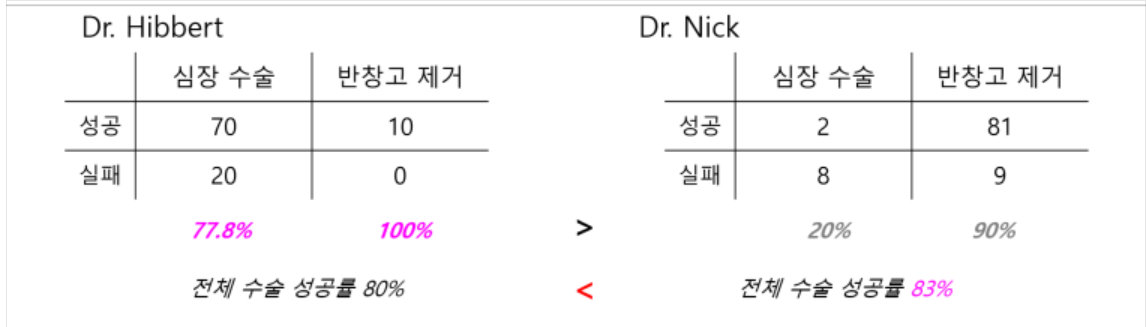 Dr. Hibbert Dr. Nick
심장 수술 반창고 제거 심장 수술 반창고 제거
성공 70 10 성공 2 81
실패 20 0 실패 8 9
77.8% 100% > 20% 90%
전체 수술 성공률 80% < 전체 수술 성공률 83%